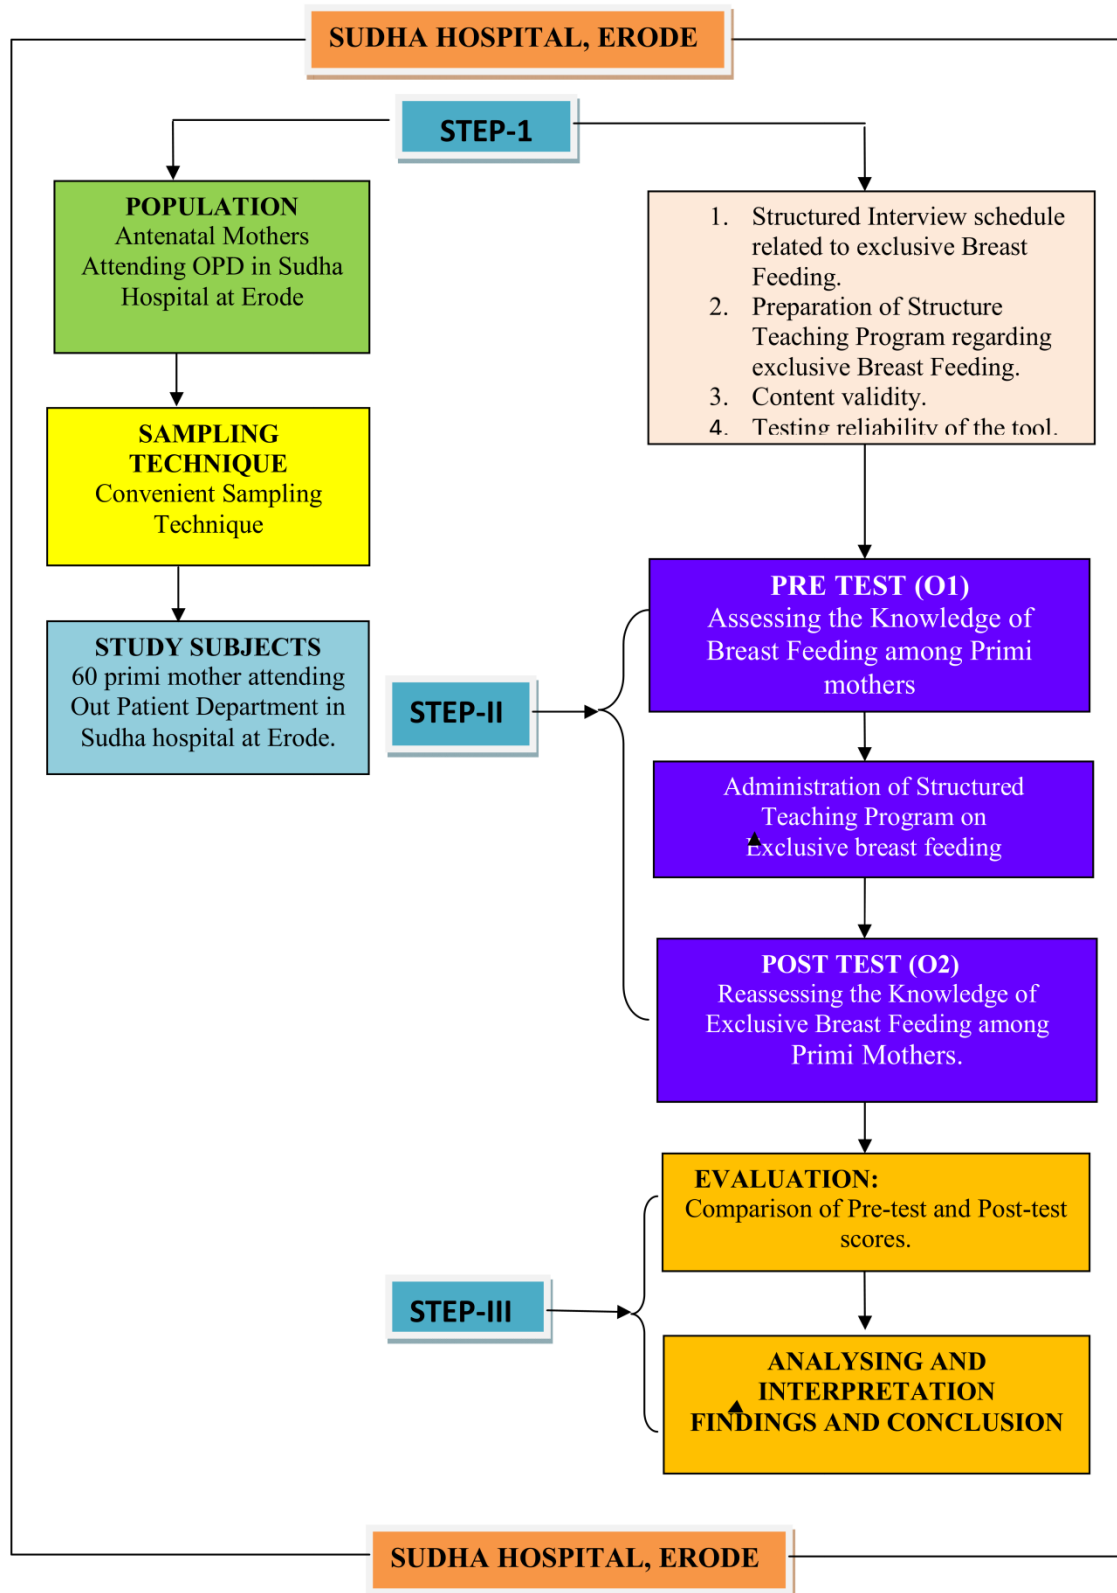 SUDHA HOSPITAL, ERODE
STEP-1
POPULATION
Antenatal Mothers
Attending OPD in Sudha
Hospital at Erode
SAMPLING
TECHNIQUE
Convenient Sampling
Technique
STUDY SUBJECTS
60 primi mother attending
Out Patient Department in
Sudha hospital at Erode.
1. Structured Interview schedule
related to exclusive Breast
Feeding.
2. Preparation of Structure
Teaching Program regarding
exclusive Breast Feeding.
3. Content validity.
4. Testing reliability of the tool.
STEP-II
PRE TEST (O1)
Assessing the Knowledge of
Breast Feeding among Primi
mothers
Administration of Structured
Teaching Program on
Exclusive breast feeding
POST TEST (O2)
Reassessing the Knowledge of
Exclusive Breast Feeding among
Primi Mothers.
STEP-III
EVALUATION:
Comparison of Pre-test and Post-test
scores.
ANALYSING AND
INTERPRETATION
FINDINGS AND CONCLUSION
SUDHA HOSPITAL, ERODE